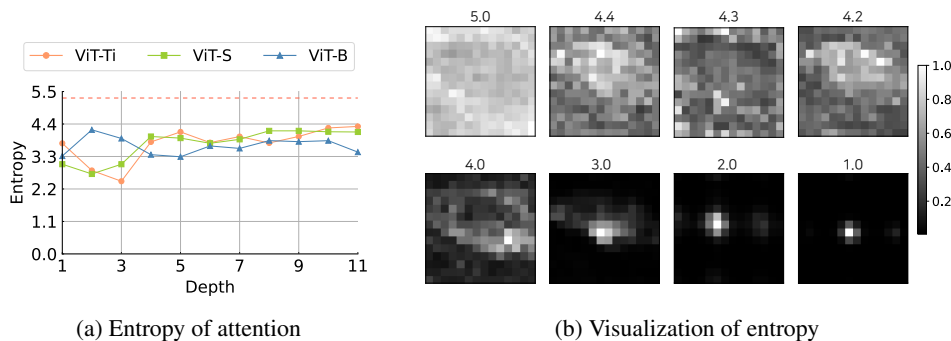 ViT-Ti ViT-S ViT-B
5.5
4.4
3.3
2.2
1.1
0.0
Entropy
1 3 5 7 9 11
Depth
(a) Entropy of attention
5.0 4.4 4.3 4.2
4.0 3.0 2.0 1.0
1.0
0.8
0.6
0.4
0.2
(b) Visualization of entropy